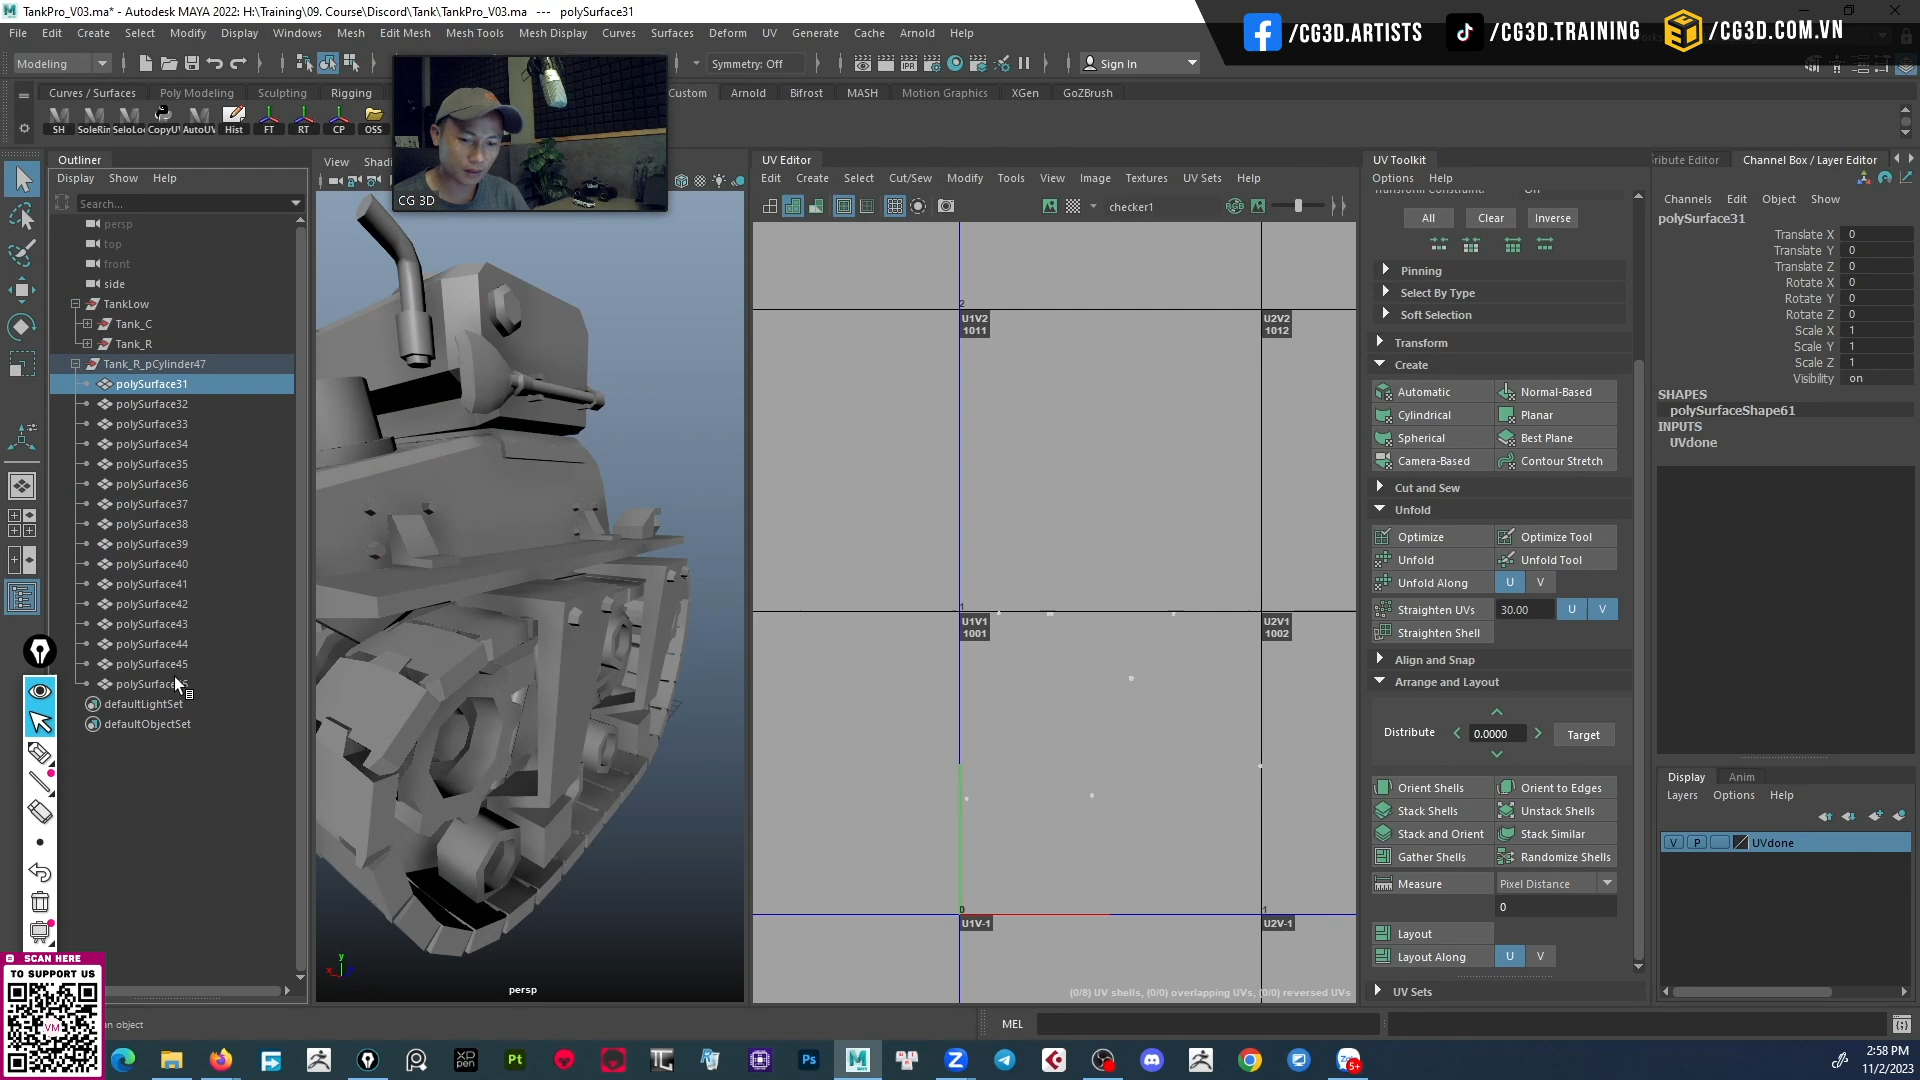 TankPro_V03.ma* - Autodesk MAYA 2022: H:\Training\09. Course\Discord\Tank\TankPro_V03.ma --- polySurface31
/CG3D.ARTISTS /CG3D.TRAINING /CG3D.COM.VN
File Edit Create Select Modify Display Windows Mesh Edit Mesh Mesh Tools Mesh Display Curves Surfaces Deform UV Generate Cache Arnold Help
Modeling Symmetry: Off Sign In
Curves / Surfaces Poly Modeling Sculpting Rigging Custom Arnold Bifrost MASH Motion Graphics XGen GoZBrush
SH Hist FT RT CP OSS
CG 3D
Outliner
Display Show Help
Search...
persp
top
front
side
TankLow
Tank_C
Tank_R
Tank_R_pCylinder47
polySurface31
polySurface32
polySurface33
polySurface34
polySurface35
polySurface36
polySurface37
polySurface38
polySurface39
polySurface40
polySurface41
polySurface42
polySurface43
polySurface44
polySurface45
defaultLightSet
defaultObjectSet
SCAN HERE
TO SUPPORT US
VM
View
y
x
persp
UV Editor
Edit Create Select Cut/Sew Modify Tools View Image Textures UV Sets Help
checker1
2
U1V2
1011
U2V2
1012
1
U1V1
1001
U2V1
1002
0
1
U1V-1
U2V-1
(0/8) UV shells, (0/0) overlapping UVs, (0/0) reversed UVs
UV Toolkit
Options Help
All Clear Inverse
Pinning
Select By Type
Soft Selection
Transform
Create
Automatic Normal-Based
Cylindrical Planar
Spherical Best Plane
Camera-Based Contour Stretch
Cut and Sew
Unfold
Optimize Optimize Tool
Unfold Unfold Tool
Unfold Along U V
Straighten UVs 30.00 U V
Straighten Shell
Align and Snap
Arrange and Layout
Distribute 0.0000 Target
Orient Shells Orient to Edges
Stack Shells Unstack Shells
Stack and Orient Stack Similar
Gather Shells Randomize Shells
Measure Pixel Distance
0
Layout
Layout Along U V
UV Sets
Channel Box / Layer Editor
Channels Edit Object Show
polySurface31
Translate X 0
Translate Y 0
Translate Z 0
Rotate X 0
Rotate Y 0
Rotate Z 0
Scale X 1
Scale Y 1
Scale Z 1
Visibility on
SHAPES
polySurfaceShape61
INPUTS
UVdone
Display Anim
Layers Options Help
V P UVdone
MEL
XP PEN Pt Ps
5+
2:58 PM
11/2/2023